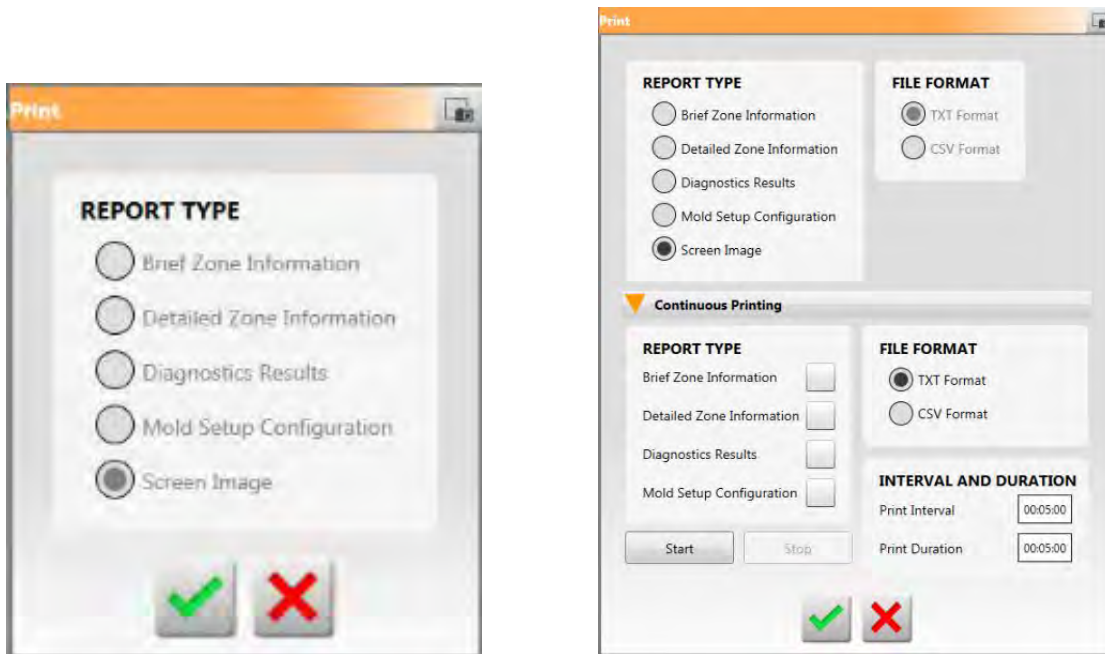 Print
REPORT TYPE
Brief Zone Information
Detailed Zone Information
Diagnostics Results
Mold Setup Configuration
Screen Image
Print
REPORT TYPE
Brief Zone Information
Detailed Zone Information
Diagnostics Results
Mold Setup Configuration
Screen Image
FILE FORMAT
TXT Format
CSV Format
Continuous Printing
REPORT TYPE
Brief Zone Information
Detailed Zone Information
Diagnostics Results
Mold Setup Configuration
Start
Stop
FILE FORMAT
TXT Format
CSV Format
INTERVAL AND DURATION
Print Interval 00:05:00
Print Duration 00:05:00